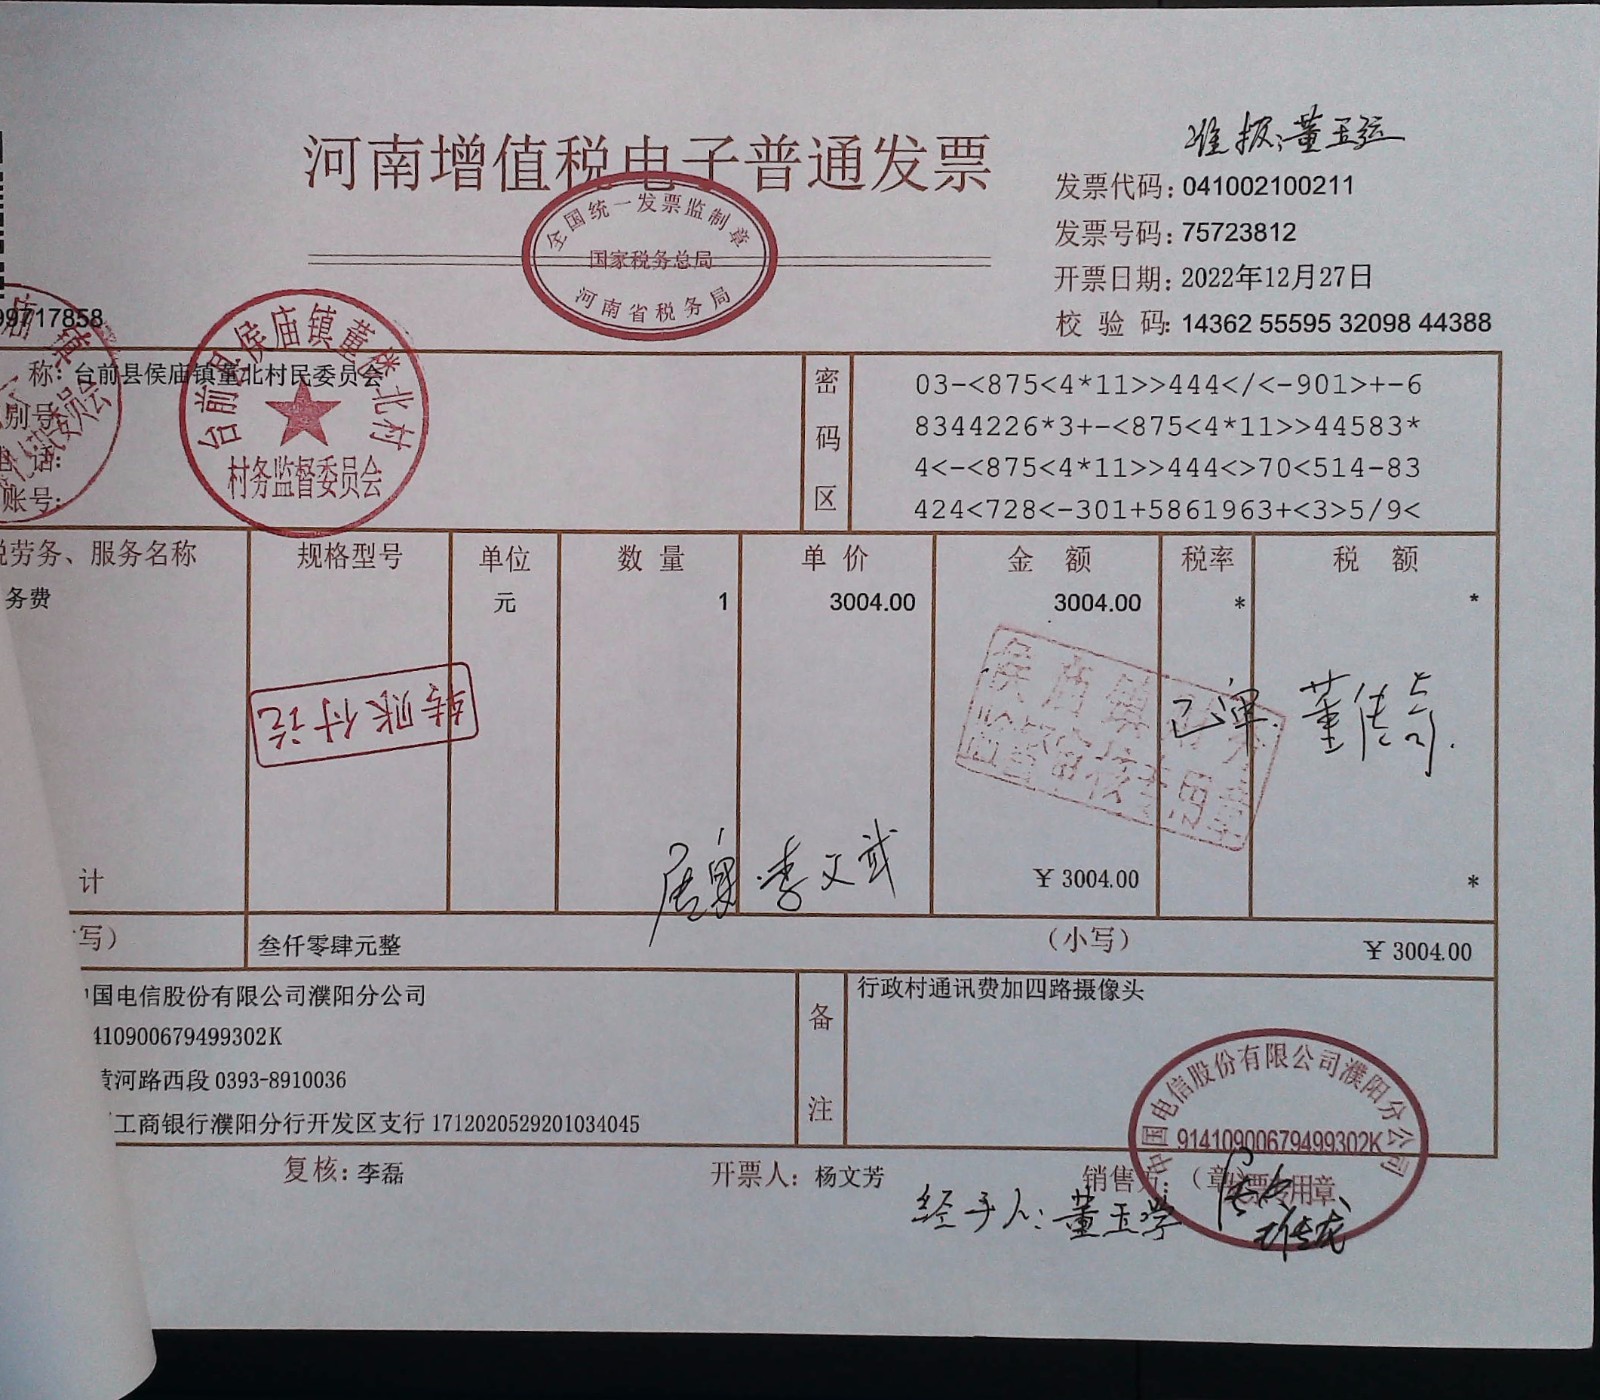 准报:董玉运
河南增值税电子普通发票
全国统一发票监制章
国家税务总局
河南省税务局
发票代码:041002100211
发票号码:75723812
开票日期:2022年12月27日
校 验 码:14362 55595 32098 44388
99717858
称:台前县侯庙镇董北村民委员会
别号
电话:
账号:
台前县侯庙镇董楼北村
村务监督委员会
密码区
03-<875<4*11>>444</<-901>+-6
8344226*3+-<875<4*11>>44583*
4<-<875<4*11>>444<>70<514-83
424<728<-301+5861963+<3>5/9<
税劳务、服务名称 规格型号 单位 数 量 单 价 金 额 税率 税 额
务费 元 1 3004.00 3004.00 * *
转账付讫
侯庙镇
监督审核专用章
已审.董传奇.
李文武
计 ¥ 3004.00 *
写) 叁仟零肆元整 (小写) ¥ 3004.00
中国电信股份有限公司濮阳分公司
410900679499302K
黄河路西段 0393-8910036
工商银行濮阳分行开发区支行 1712020529201034045
备注
行政村通讯费加四路摄像头
中国电信股份有限公司濮阳分公司
91410900679499302K
发票专用章
复核:李磊 开票人:杨文芳 销售方:(章)
经手人:董玉学